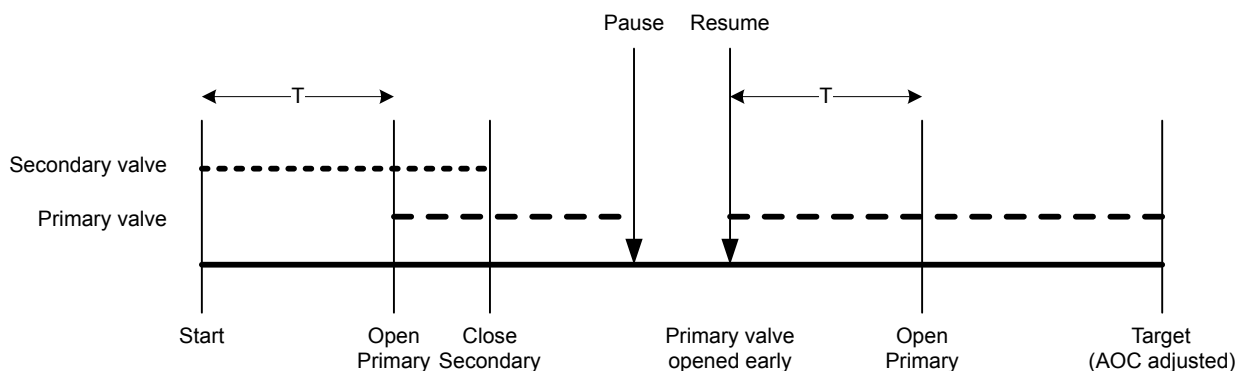 Pause
Resume
T
T
Secondary valve
Primary valve
Start
Open
Primary
Close
Secondary
Primary valve
opened early
Open
Primary
Target
(AOC adjusted)